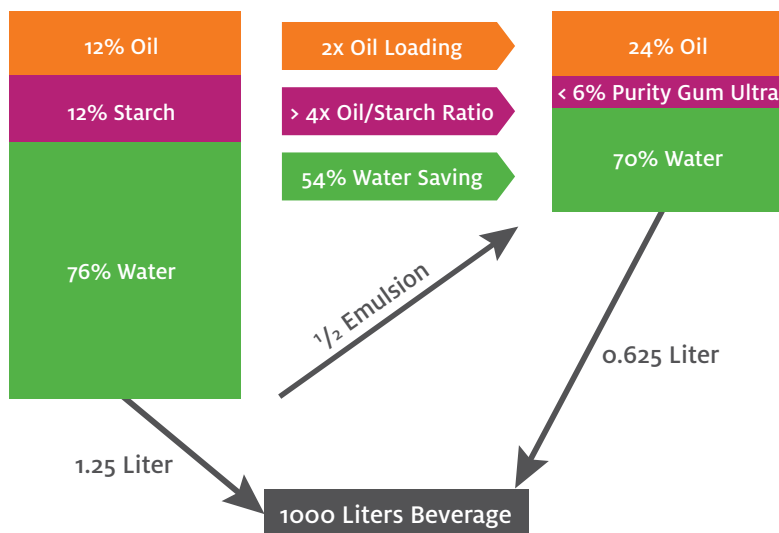 12% Oil
2x Oil Loading
24% Oil
12% Starch
> 4x Oil/Starch Ratio
< 6% Purity Gum Ultra
54% Water Saving
70% Water
76% Water
1/2 Emulsion
0.625 Liter
1.25 Liter
1000 Liters Beverage